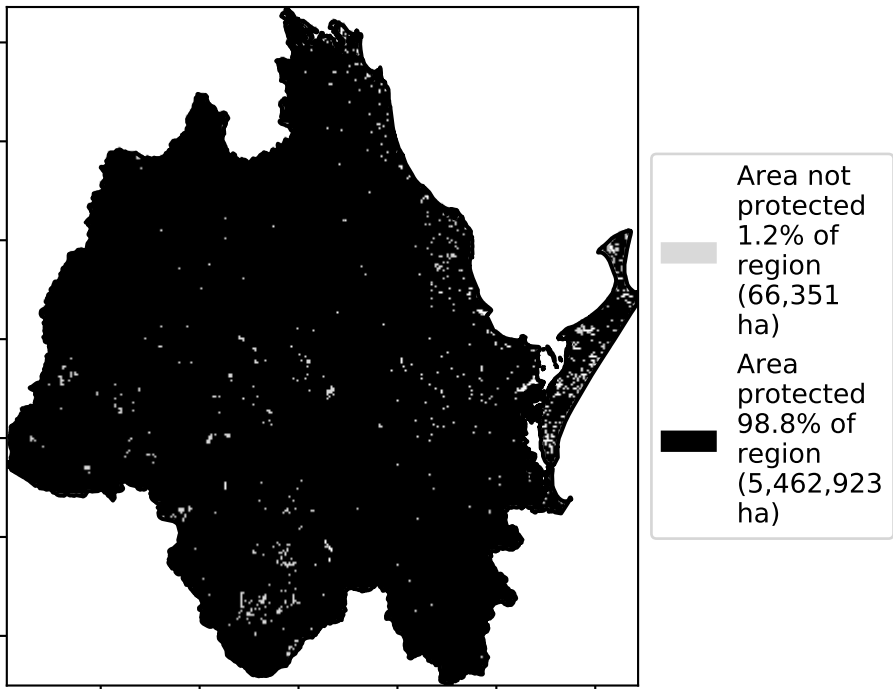 Area not
protected
1.2% of
region
(66,351
ha)
Area
protected
98.8% of
region
(5,462,923
ha)